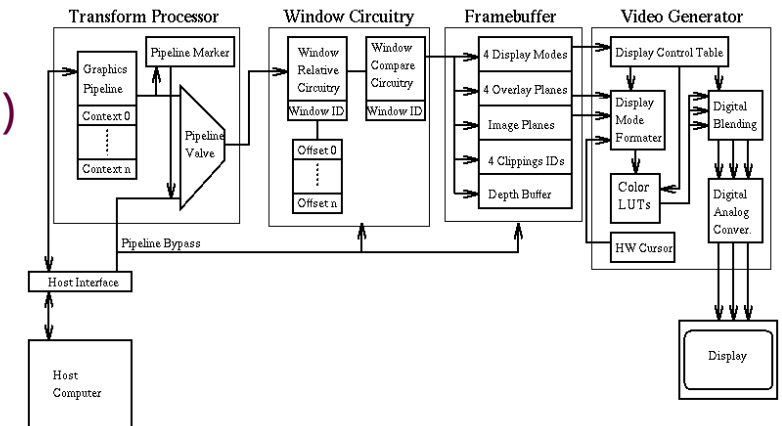 Transform Processor
Window Circuitry
Framebuffer
Video Generator
)
Graphics
Pipeline
Context 0
Context n
Pipeline Marker
Pipeline
Valve
Window
Relative
Circuitry
Window ID
Offset 0
Offset n
Window
Compare
Circuitry
Window ID
4 Display Modes
4 Overlay Planes
Image Planes
4 Clippings IDs
Depth Buffer
Display Control Table
Display
Mode
Formater
Color
LUTs
HW Cursor
Digital
Blending
Digital
Analog
Conver.
Pipeline Bypass
Host Interface
Host
Computer
Display